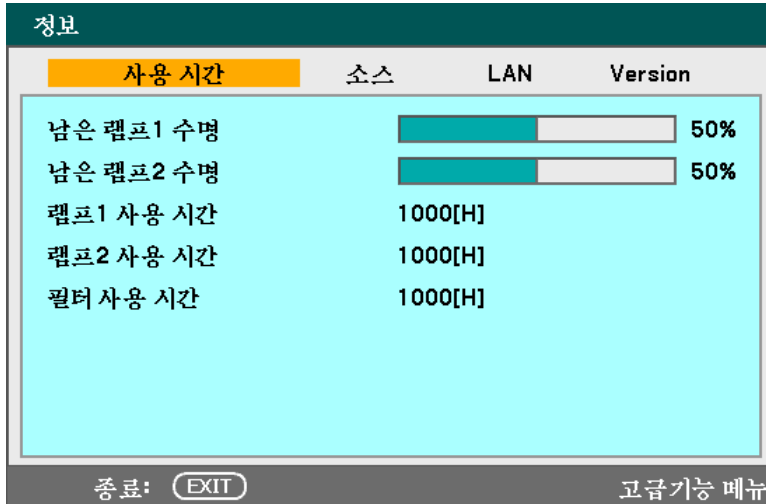 정보
사용 시간 소스 LAN Version
남은 램프1 수명 50%
남은 램프2 수명 50%
램프1 사용 시간 1000[H]
램프2 사용 시간 1000[H]
필터 사용 시간 1000[H]
종료: EXIT 고급기능 메뉴